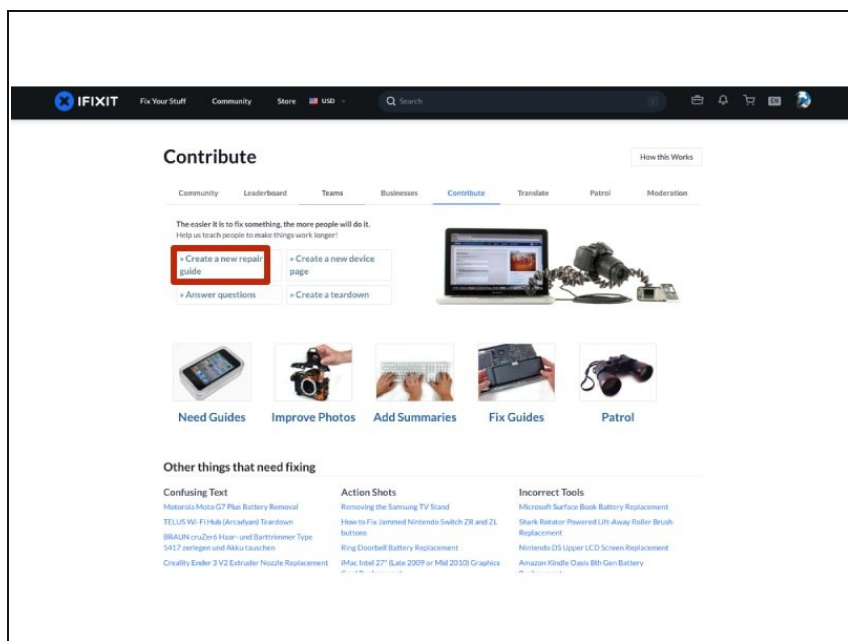 IFIXIT Fix Your Stuff Community Store USD Search EN
Contribute
How this Works
Community Leaderboard Teams Businesses Contribute Translate Patrol Moderation
The easier it is to fix something, the more people will do it.
Help us teach people to make things work longer!
» Create a new repair
guide
» Create a new device
page
» Answer questions
» Create a teardown
Need Guides
Improve Photos
Add Summaries
Fix Guides
Patrol
Other things that need fixing
Confusing Text
Motorola Moto G7 Plus Battery Removal
TELUS Wi-Fi Hub (Arcadyan) Teardown
BRAUN cruZer6 Haar- und Barttrimmer Type
5417 zerlegen und Akku tauschen
Creality Ender 3 V2 Extruder Nozzle Replacement
Action Shots
Removing the Samsung TV Stand
How to Fix Jammed Nintendo Switch ZR and ZL
buttons
Ring Doorbell Battery Replacement
iMac Intel 27" (Late 2009 or Mid 2010) Graphics
Incorrect Tools
Microsoft Surface Book Battery Replacement
Shark Rotator Powered Lift-Away Roller Brush
Replacement
Nintendo DS Upper LCD Screen Replacement
Amazon Kindle Oasis 8th Gen Battery